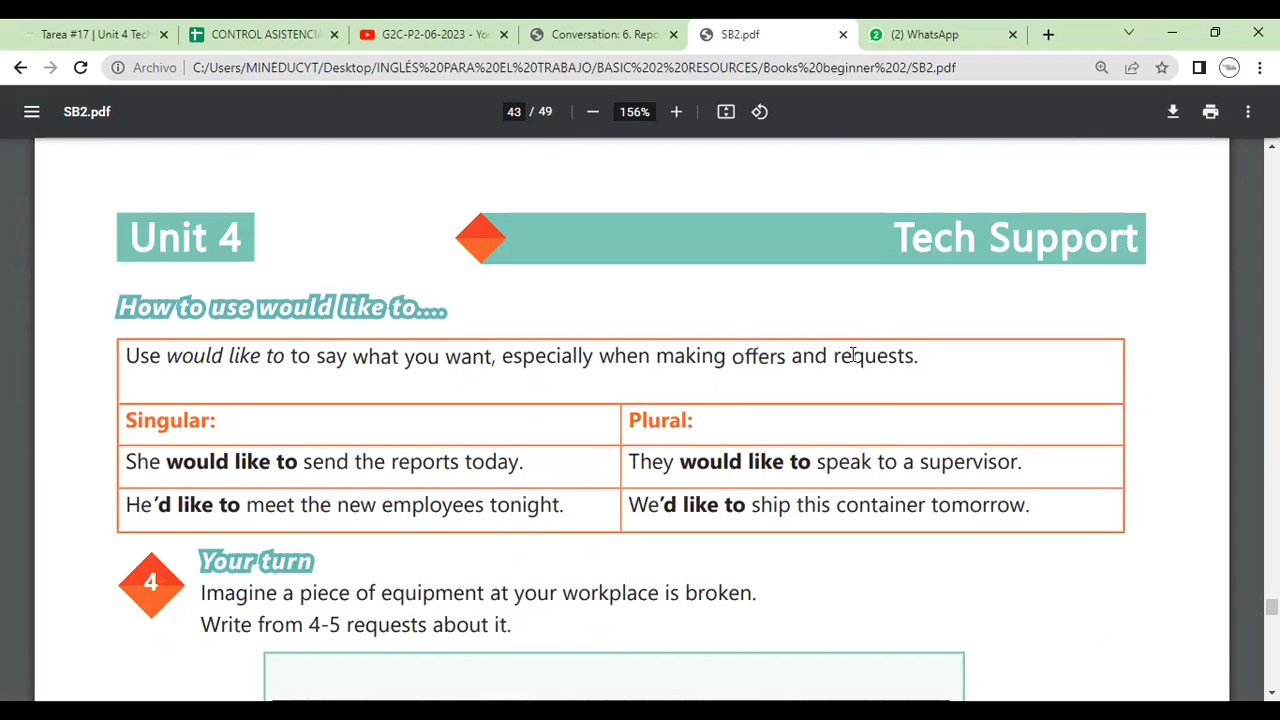 Tarea #17 | Unit 4 Tech
CONTROL ASISTENCIA
G2C-P2-06-2023 - You
Conversation: 6. Repo
SB2.pdf
(2) WhatsApp
Archivo
C:/Users/MINEDUCYT/Desktop/INGLÉS%20PARA%20EL%20TRABAJO/BASIC%202%20RESOURCES/Books%20beginner%202/SB2.pdf
SB2.pdf
43 / 49
156%
Unit 4
Tech Support
How to use would like to....
Use would like to to say what you want, especially when making offers and requests.
Singular:
Plural:
She would like to send the reports today.
They would like to speak to a supervisor.
He'd like to meet the new employees tonight.
We'd like to ship this container tomorrow.
4
Your turn
Imagine a piece of equipment at your workplace is broken.
Write from 4-5 requests about it.